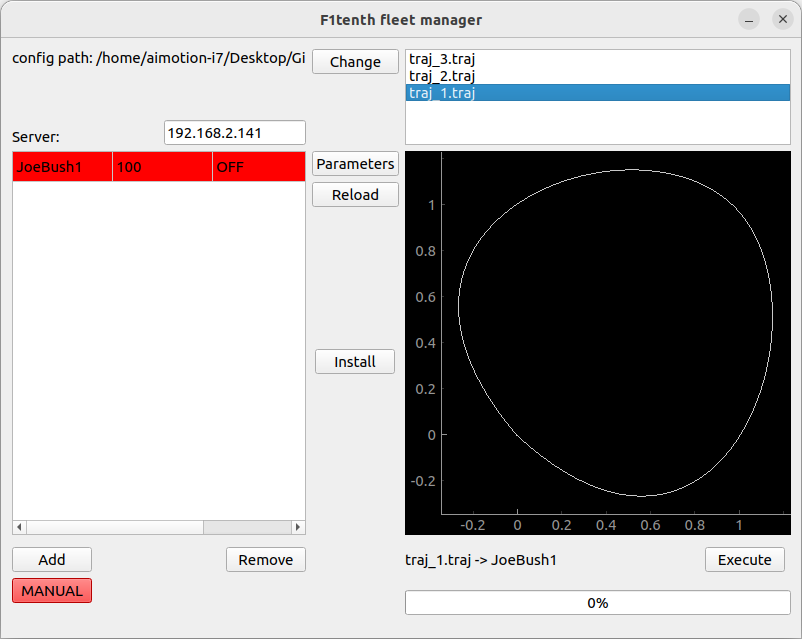 F1tenth fleet manager
config path: /home/aimotion-i7/Desktop/Gi
Change
traj_3.traj
traj_2.traj
traj_1.traj
Server:
192.168.2.141
JoeBush1 100 OFF
Parameters
Reload
Install
1
0.8
0.6
0.4
0.2
0
-0.2
-0.2 0 0.2 0.4 0.6 0.8 1
Add
Remove
MANUAL
traj_1.traj -> JoeBush1
Execute
0%